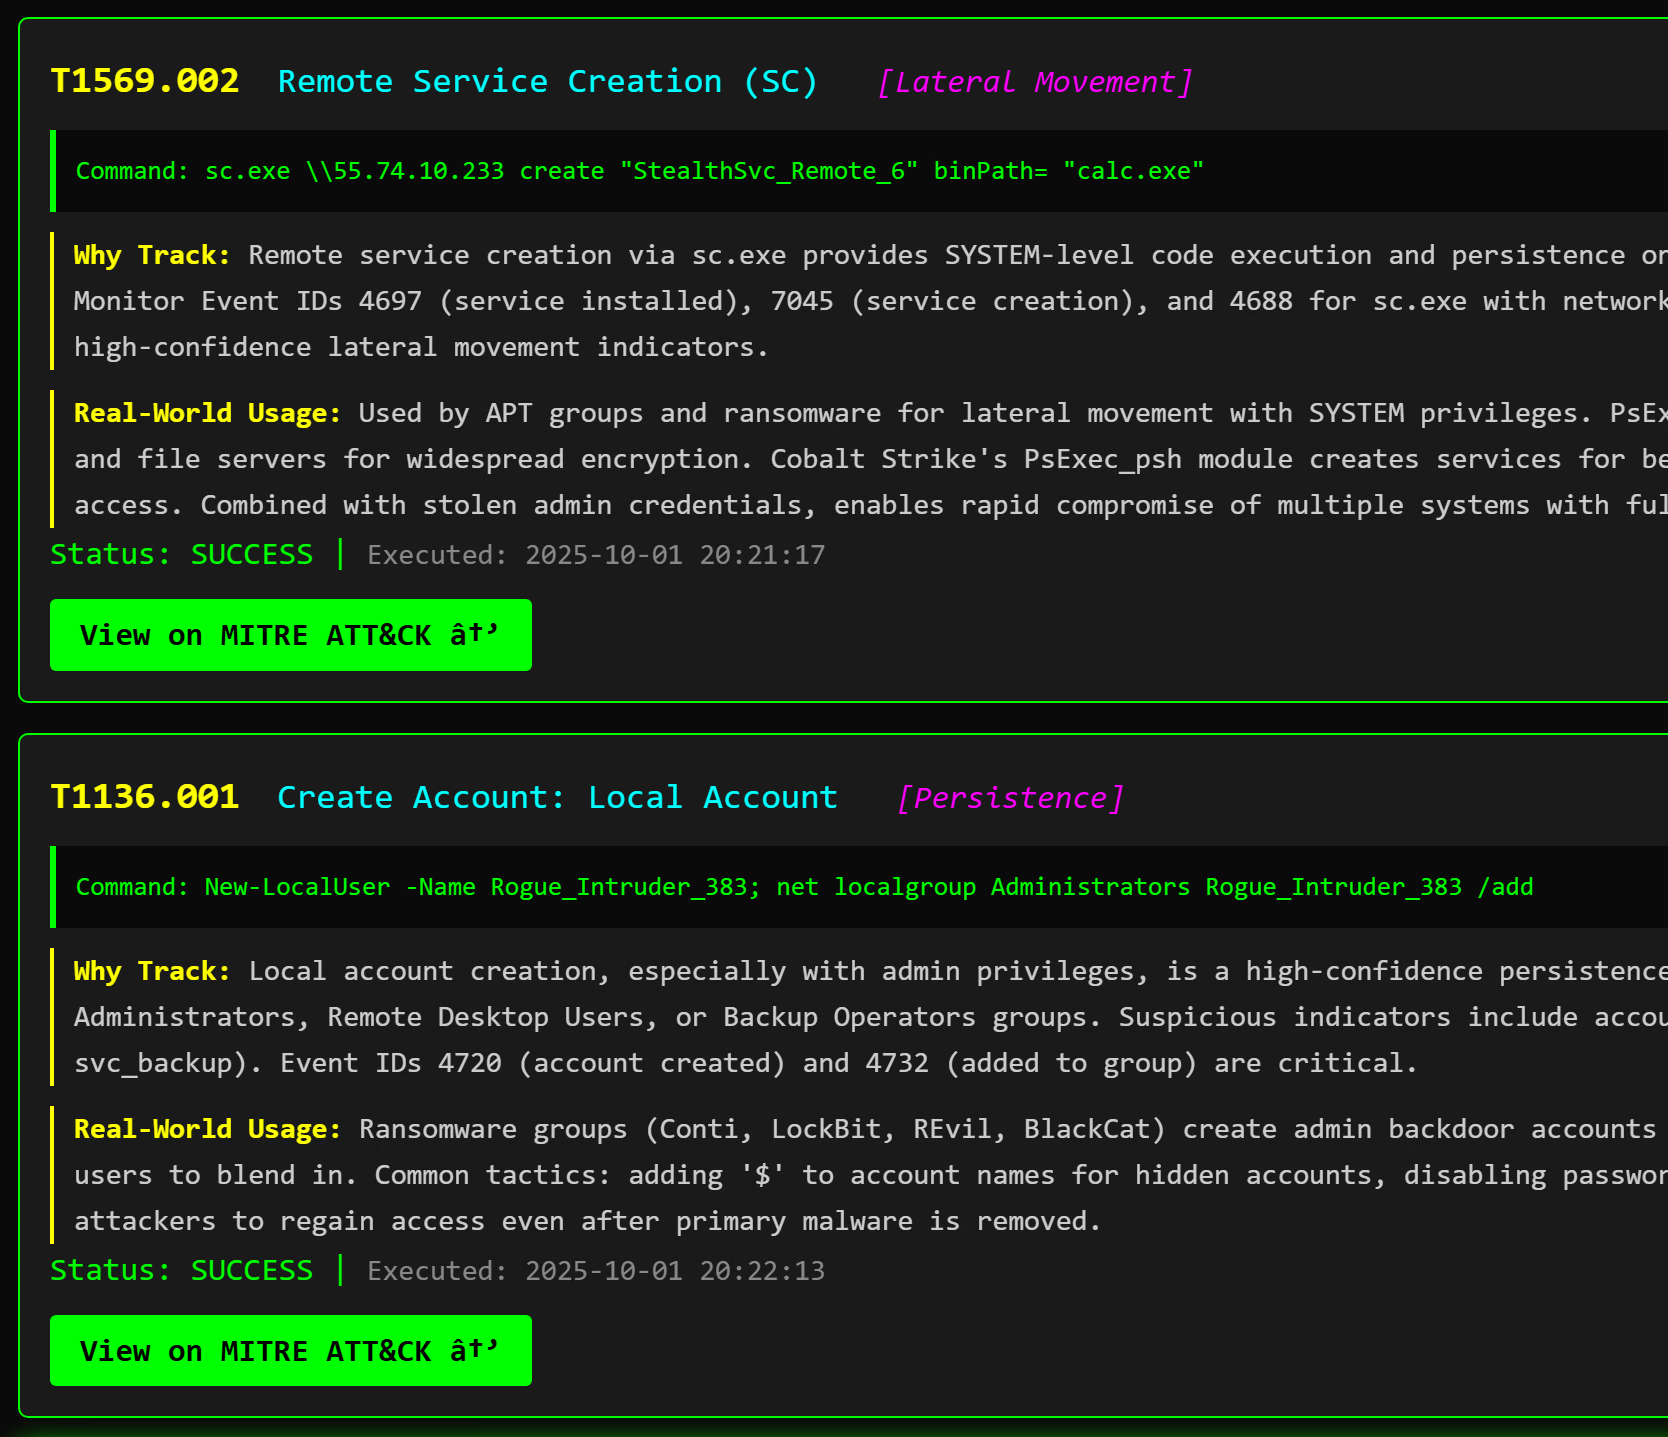 T1569.002 Remote Service Creation (SC) [Lateral Movement]
Command: sc.exe \\55.74.10.233 create "StealthSvc_Remote_6" binPath= "calc.exe"
Why Track: Remote service creation via sc.exe provides SYSTEM-level code execution and persistence
Monitor Event IDs 4697 (service installed), 7045 (service creation), and 4688 for sc.exe with network
high-confidence lateral movement indicators.
Real-World Usage: Used by APT groups and ransomware for lateral movement with SYSTEM privileges.
and file servers for widespread encryption. Cobalt Strike's PsExec_psh module creates services for
access. Combined with stolen admin credentials, enables rapid compromise of multiple systems with
Status: SUCCESS | Executed: 2025-10-01 20:21:17
View on MITRE ATT&CK â†’
T1136.001 Create Account: Local Account [Persistence]
Command: New-LocalUser -Name Rogue_Intruder_383; net localgroup Administrators Rogue_Intruder_383 /add
Why Track: Local account creation, especially with admin privileges, is a high-confidence persistence
Administrators, Remote Desktop Users, or Backup Operators groups. Suspicious indicators include
svc_backup). Event IDs 4720 (account created) and 4732 (added to group) are critical.
Real-World Usage: Ransomware groups (Conti, LockBit, REvil, BlackCat) create admin backdoor accounts
users to blend in. Common tactics: adding '$' to account names for hidden accounts, disabling
attackers to regain access even after primary malware is removed.
Status: SUCCESS | Executed: 2025-10-01 20:22:13
View on MITRE ATT&CK â†’